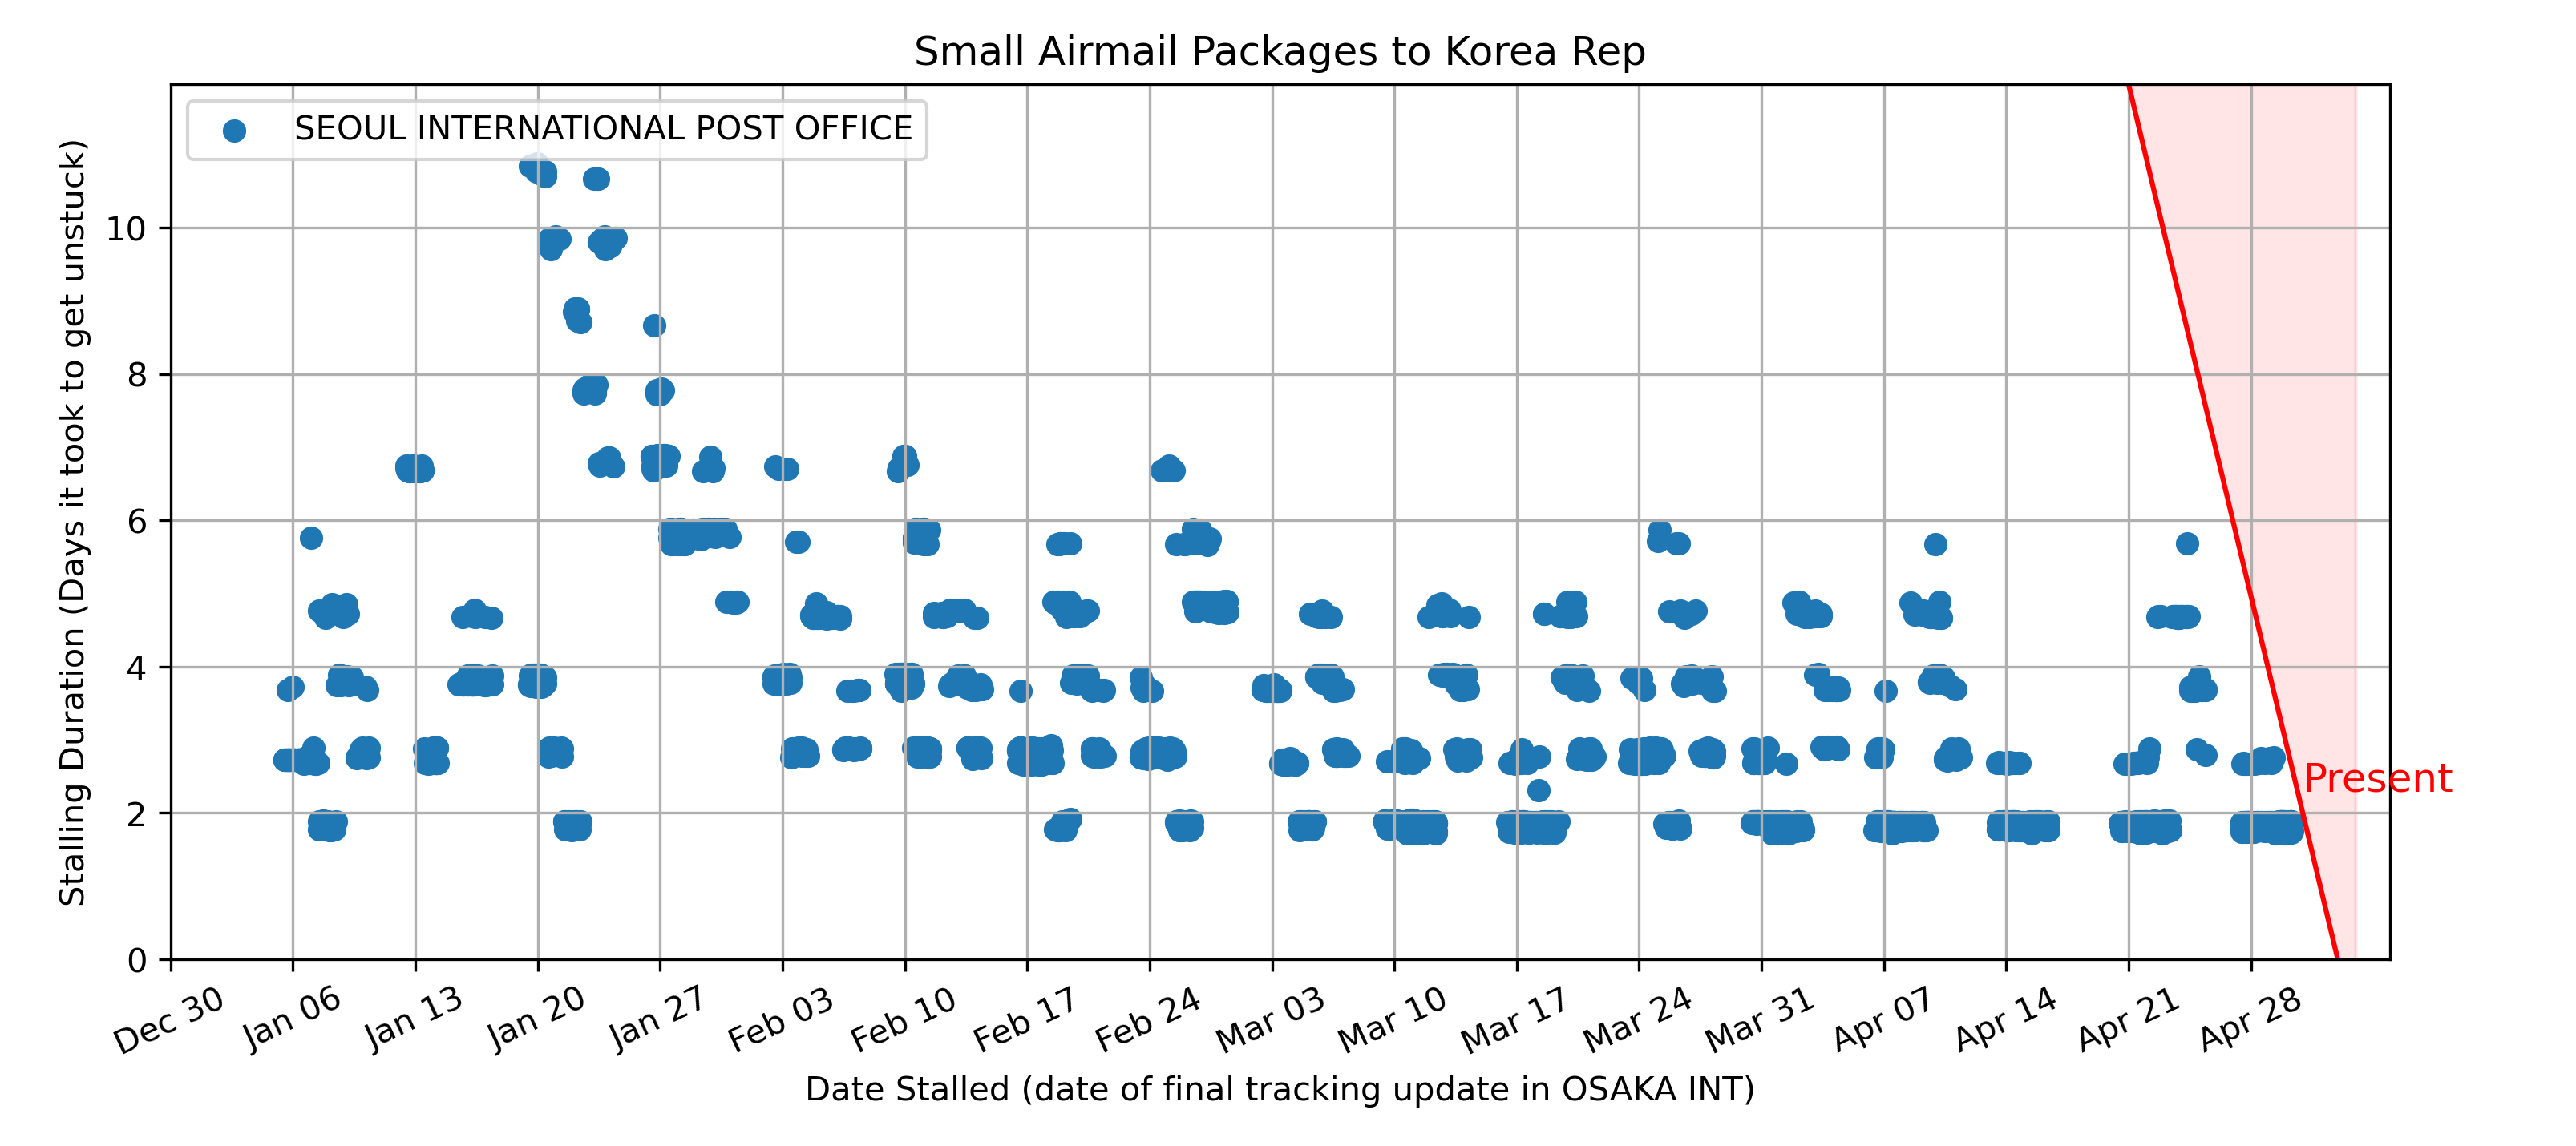 Small Airmail Packages to Korea Rep
SEOUL INTERNATIONAL POST OFFICE
Stalling Duration (Days it took to get unstuck)
10
8
6
4
2
0
Present
Dec 30
Jan 06
Jan 13
Jan 20
Jan 27
Feb 03
Feb 10
Feb 17
Feb 24
Mar 03
Mar 10
Mar 17
Mar 24
Mar 31
Apr 07
Apr 14
Apr 21
Apr 28
Date Stalled (date of final tracking update in OSAKA INT)